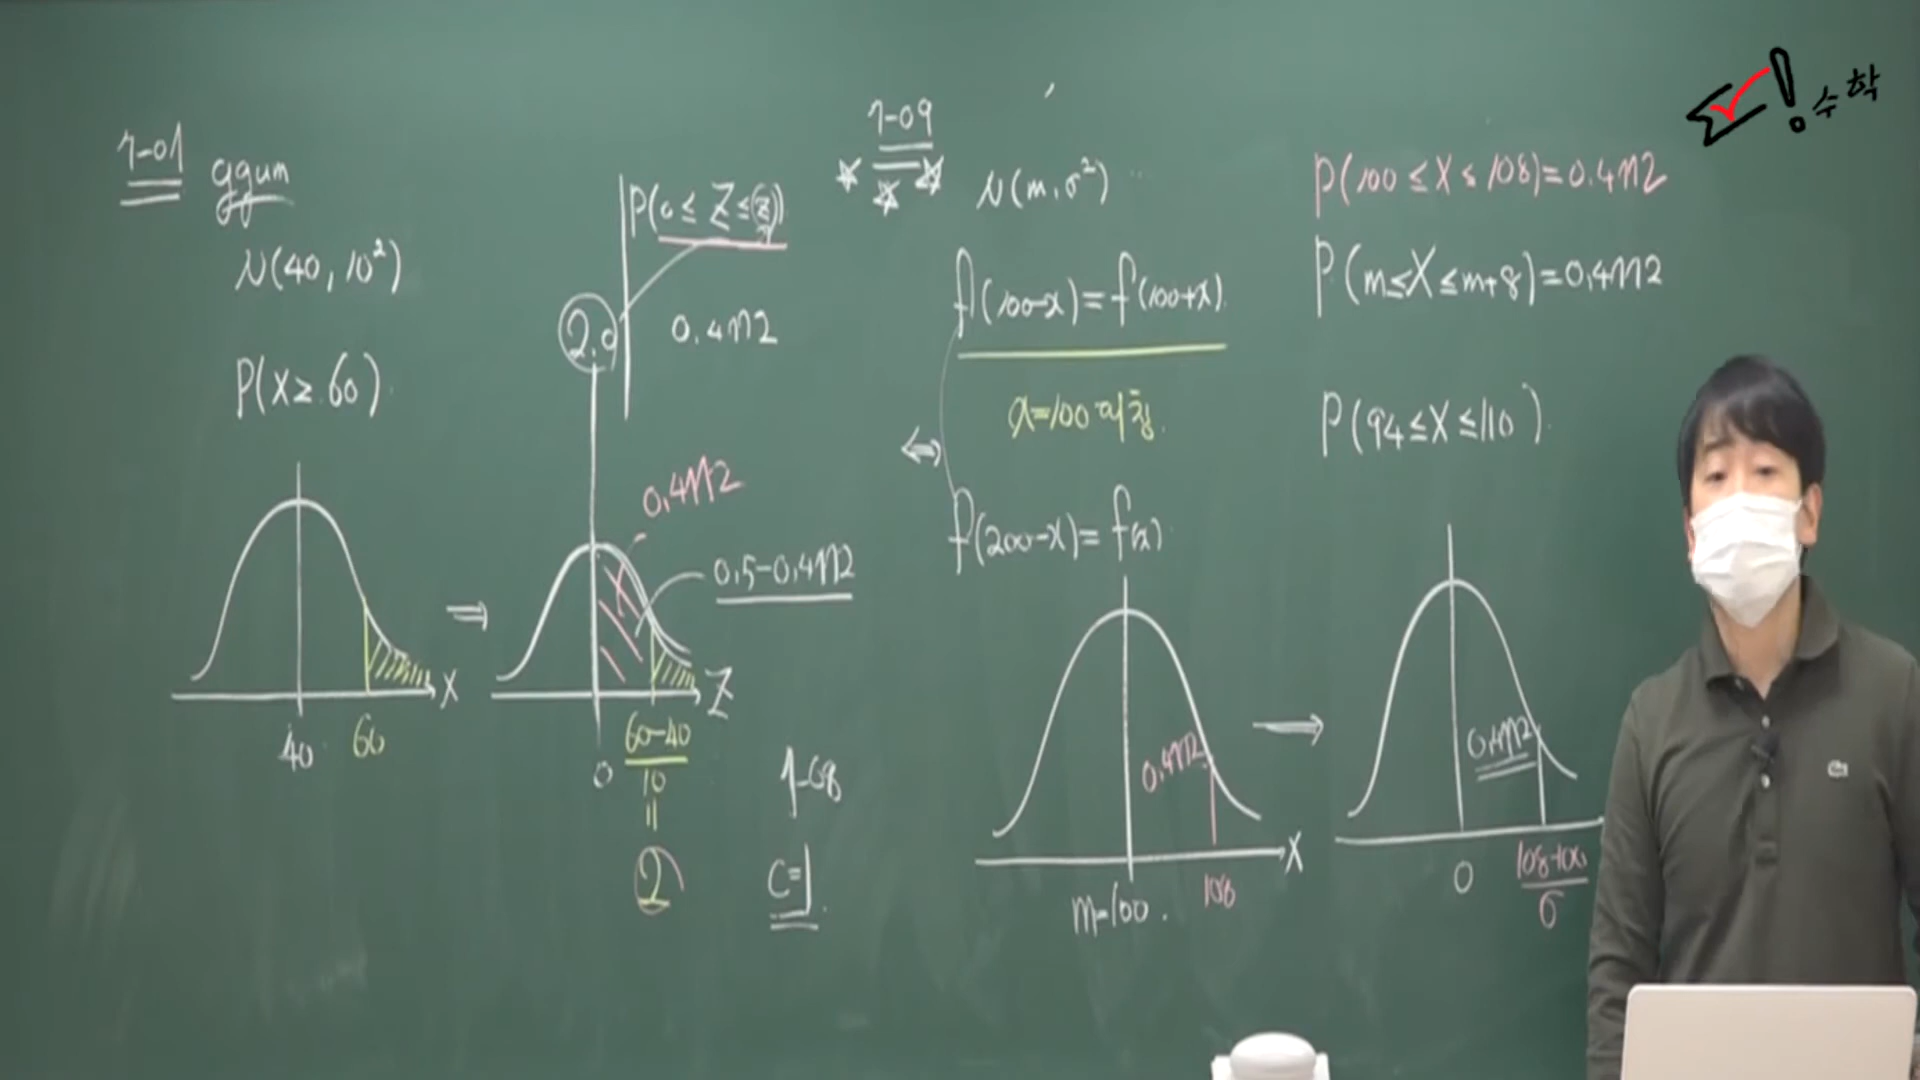 수학
7-01 ggum
N(40, 10²)
P(X≥60).
P(0≤Z≤z)
2.0
0.4772
40 60 X
0.4772
0.5-0.4772
Z
0
60-40
10
=
2
7-08
C=1.
7-09
N(m, σ²)
f(100-x)=f(100+x).
x=100 대칭.
↔
f(200-x)=f(x)
m=100. 108 X
0.4772
P(100≤X≤108)=0.4772
P(m≤X≤m+8)=0.4772
P(94≤X≤110).
0.4772
0
108-100
σ